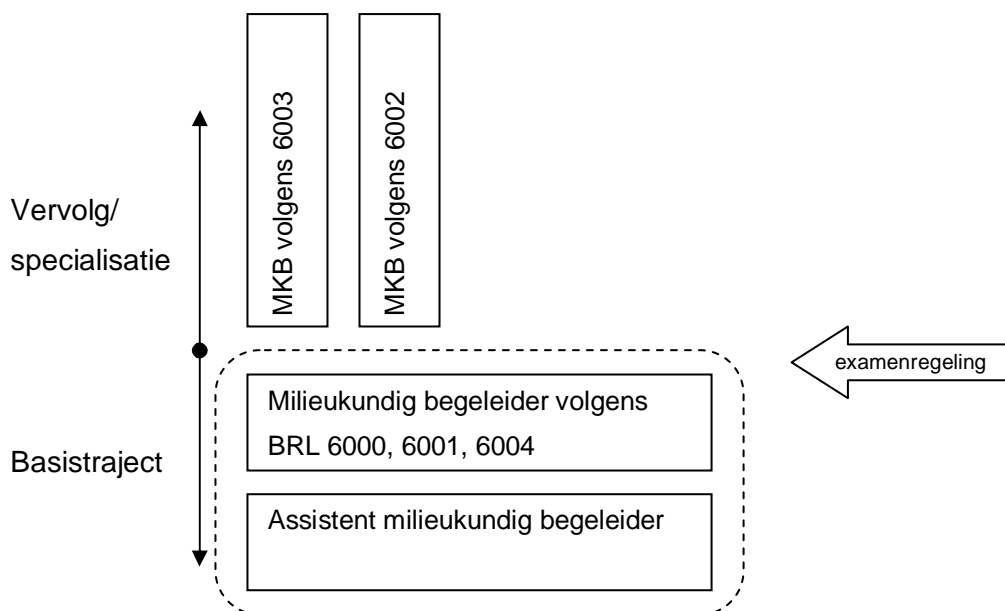 MKB volgens 6003
MKB volgens 6002
Vervolg/
specialisatie
examenregeling
Milieukundig begeleider volgens
BRL 6000, 6001, 6004
Basistraject
Assistent milieukundig begeleider